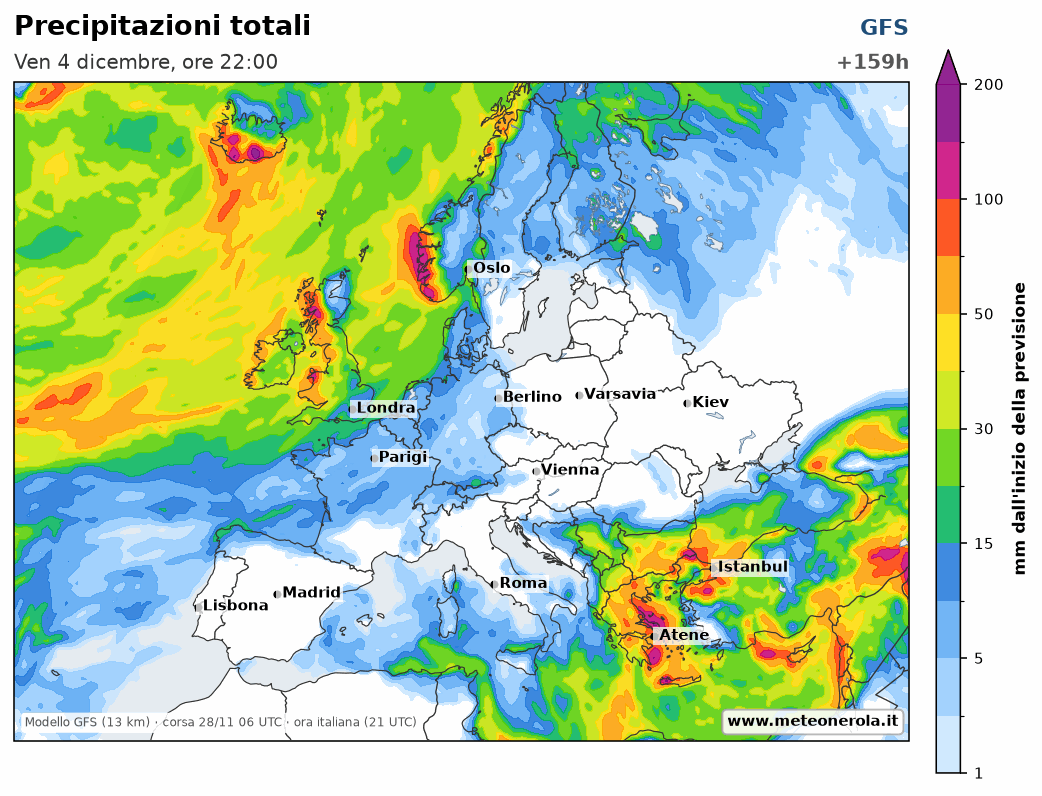 Precipitazioni totali
GFS
Ven 4 dicembre, ore 22:00
+159h
200
100
50
30
15
5
1
mm dall'inizio della previsione
Oslo
Londra
Berlino
Varsavia
Kiev
Parigi
Vienna
Istanbul
Roma
Madrid
Lisbona
Atene
Modello GFS (13 km) · corsa 28/11 06 UTC · ora italiana (21 UTC)
www.meteonerola.it